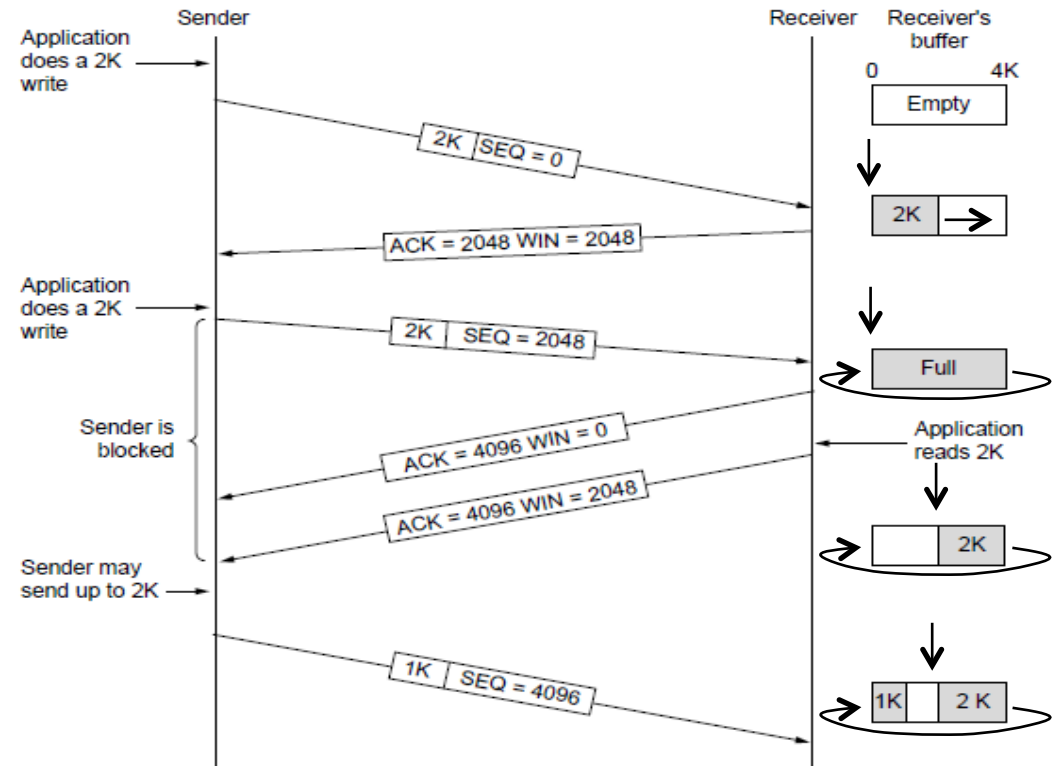 Sender
Receiver
Receiver's
buffer
Application
does a 2K
write
0
4K
Empty
2K SEQ = 0
2K
ACK = 2048 WIN = 2048
Application
does a 2K
write
2K SEQ = 2048
Full
Sender is
blocked
ACK = 4096 WIN = 0
Application
reads 2K
ACK = 4096 WIN = 2048
2K
Sender may
send up to 2K
1K SEQ = 4096
1K
2 K